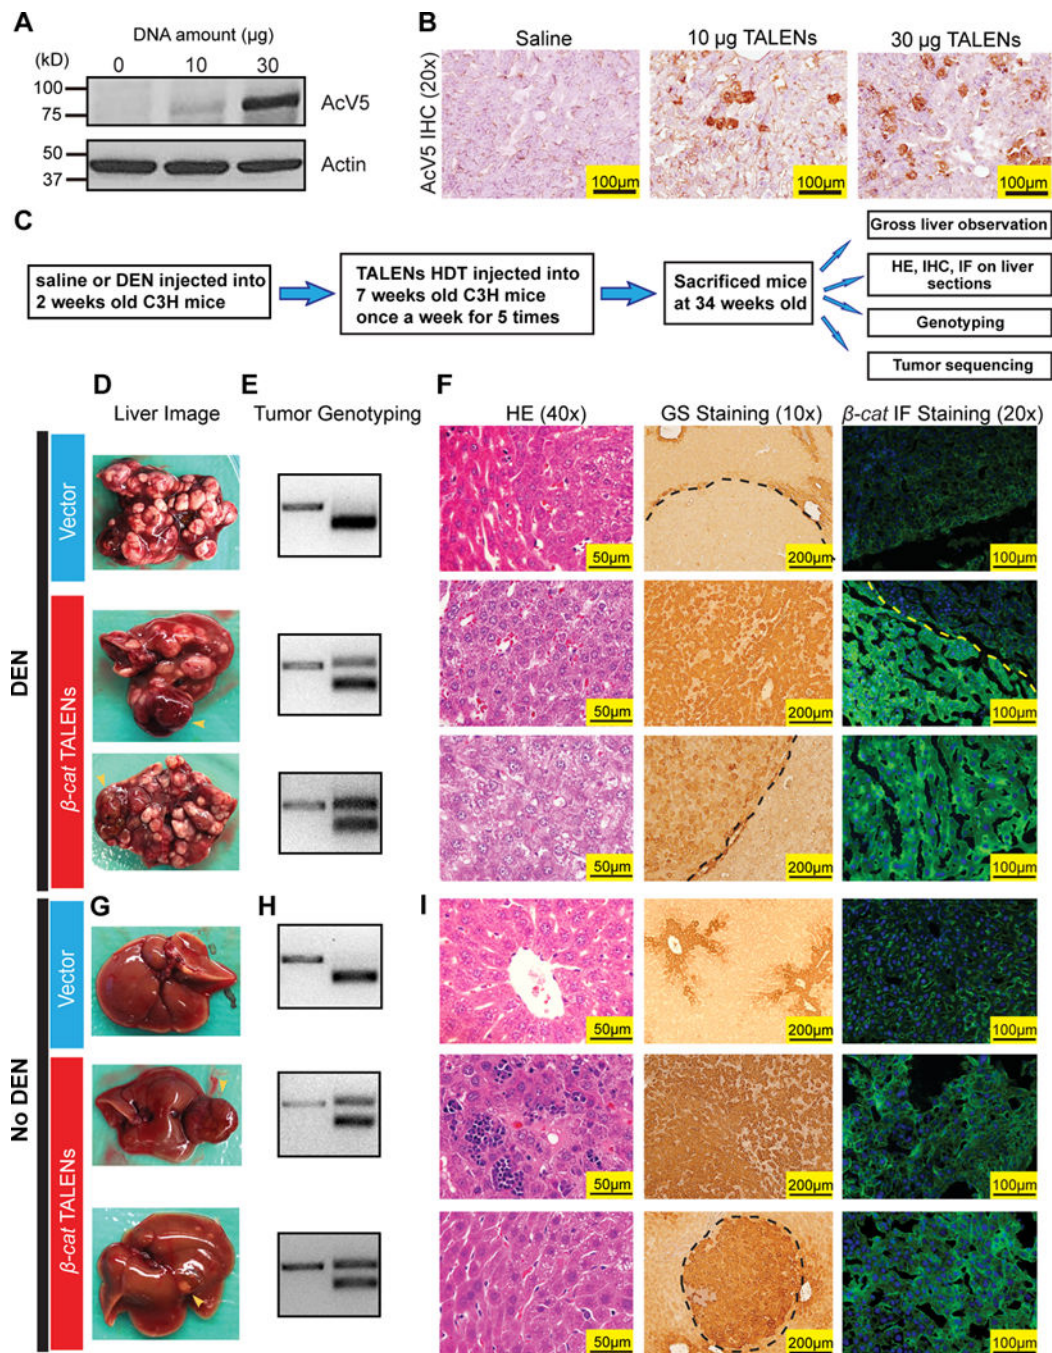 A
DNA amount (µg)
(kD)
0 10 30
100
75
AcV5
50
37
Actin
B
Saline
10 µg TALENs
30 µg TALENs
AcV5 IHC (20x)
100µm
100µm
100µm
C
saline or DEN injected into
2 weeks old C3H mice
TALENs HDT injected into
7 weeks old C3H mice
once a week for 5 times
Sacrificed mice
at 34 weeks old
Gross liver observation
HE, IHC, IF on liver
sections
Genotyping
Tumor sequencing
D
Liver Image
E
Tumor Genotyping
F
HE (40x)
GS Staining (10x)
β-cat IF Staining (20x)
DEN
Vector
50µm
200µm
100µm
β-cat TALENs
50µm
200µm
100µm
50µm
200µm
100µm
G
H
I
No DEN
Vector
50µm
200µm
100µm
β-cat TALENs
50µm
200µm
100µm
50µm
200µm
100µm